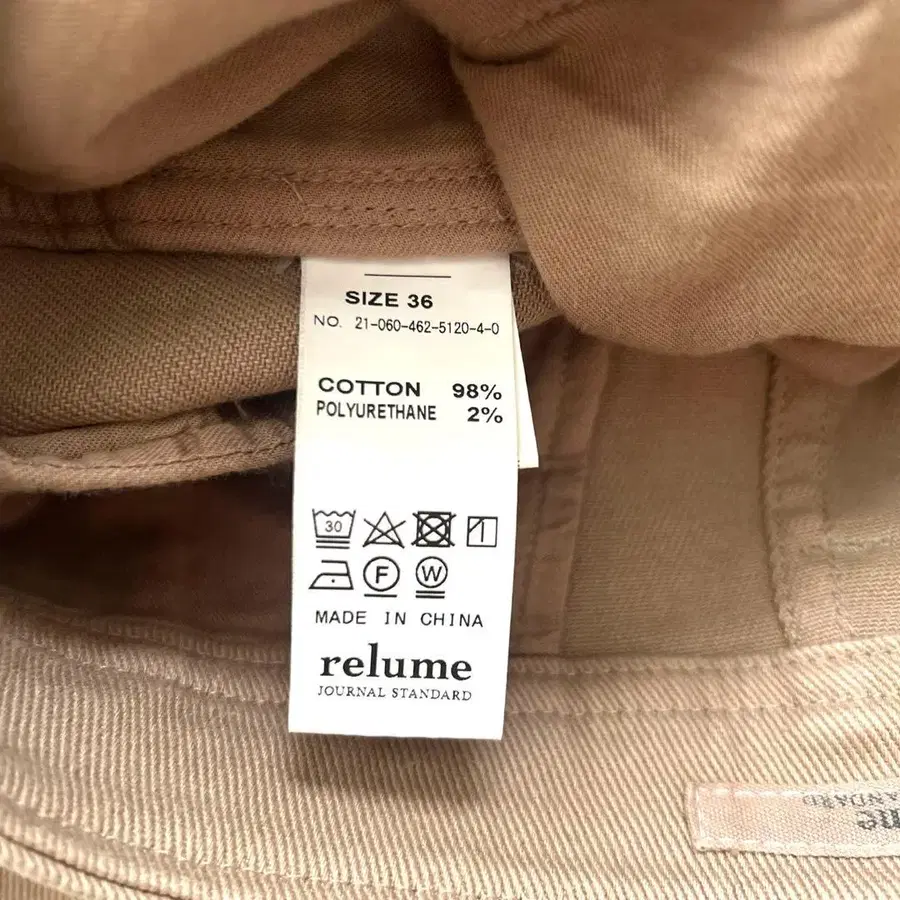 SIZE 36
NO. 21-060-462-5120-4-0
COTTON 98%
POLYURETHANE 2%
30
F W
MADE IN CHINA
relume
JOURNAL STANDARD